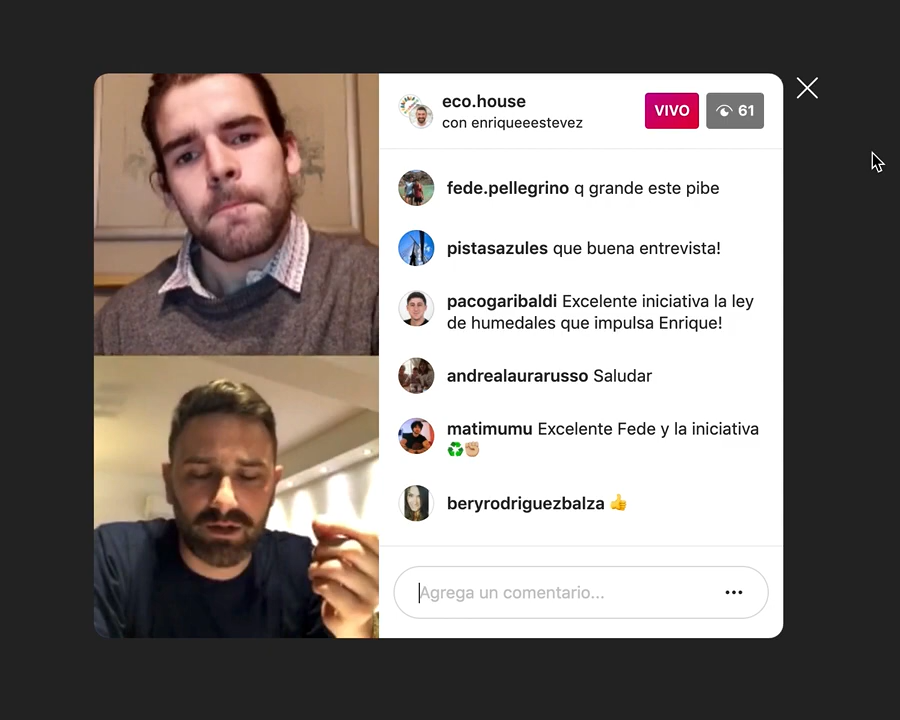 eco.house
con enriqueeestevez
VIVO
61
fede.pellegrino q grande este pibe
pistasazules que buena entrevista!
pacogaribaldi Excelente iniciativa la ley
de humedales que impulsa Enrique!
andrealaurarusso Saludar
matimumu Excelente Fede y la iniciativa
♻️✊🏼
beryrodriguezbalza 👍
Agrega un comentario...